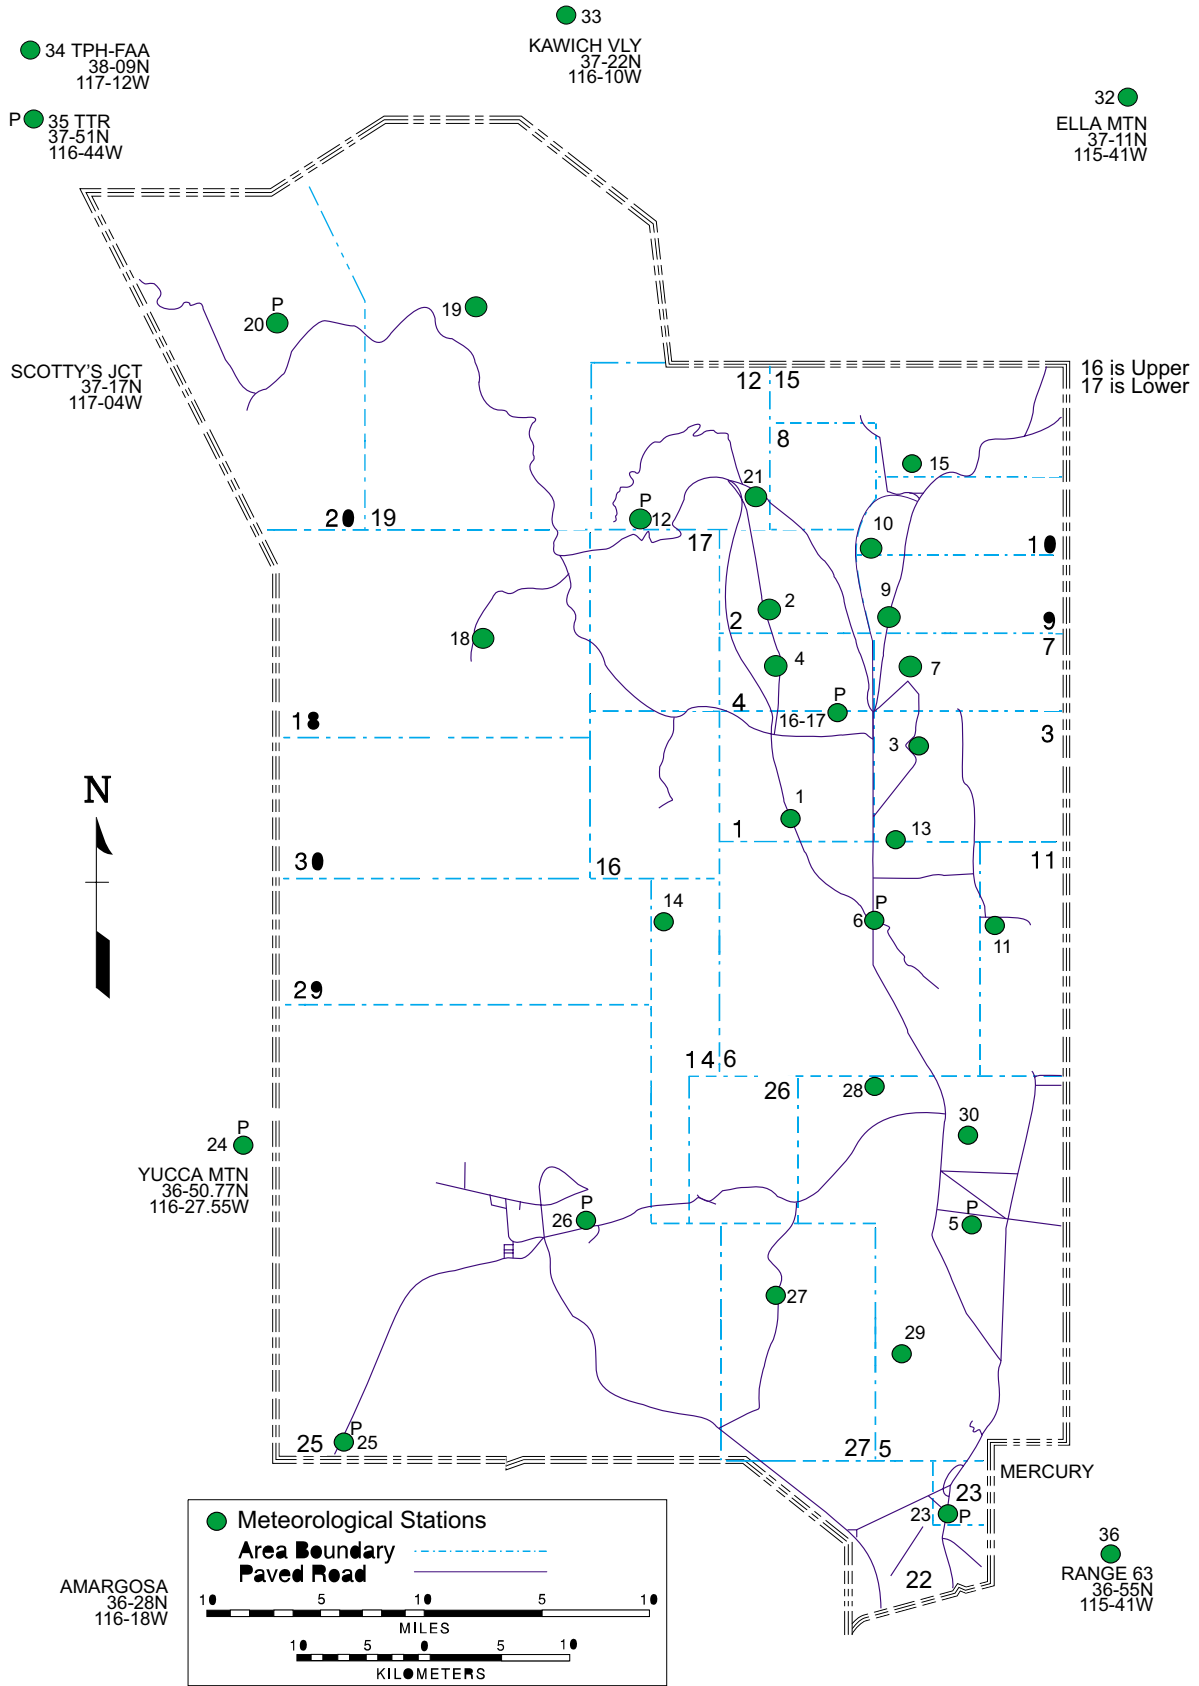 33
KAWICH VLY
37-22N
116-10W
34 TPH-FAA
38-09N
117-12W
P 35 TTR
37-51N
116-44W
32
ELLA MTN
37-11N
115-41W
P
20
19
SCOTTY'S JCT
37-17N
117-04W
16 is Upper
17 is Lower
12 15
8
15
21
P
12
20 19
17
10
10
9
2
2
9
7
18
4
7
P
4
16-17
18
3
3
1
1
13
11
30
16
14
P
6
11
N
29
14 6
26
28
30
P
24
YUCCA MTN
36-50.77N
116-27.55W
P
26
P
5
27
29
25
P
25
27 5
MERCURY
23
23 P
22
36
RANGE 63
36-55N
115-41W
AMARGOSA
36-28N
116-18W
Meteorological Stations
Area Boundary
Paved Road
10 5 10 5 10
MILES
10 5 0 5 10
KILOMETERS